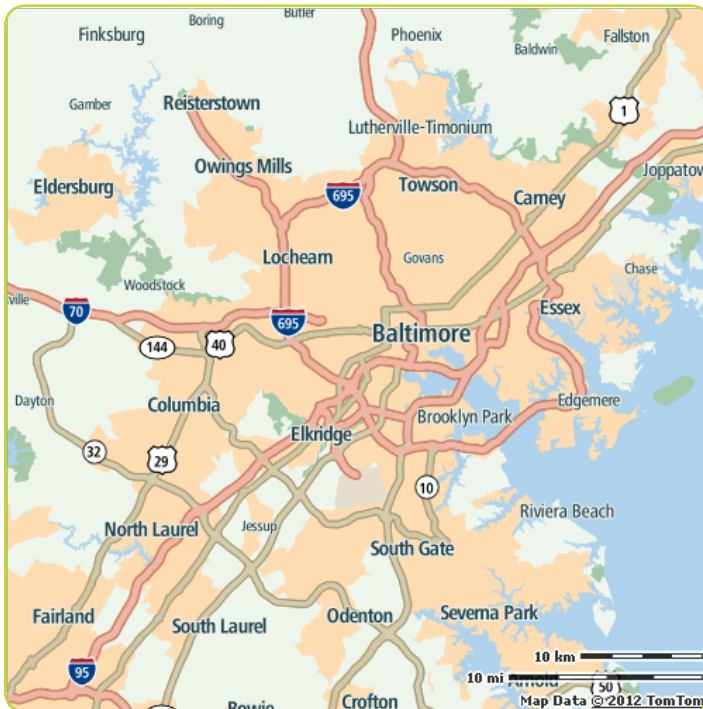 Butler
Boring
Finksburg
Phoenix
Fallston
Baldwin
Gamber
Reisterstown
1
Lutherville-Timonium
Owings Mills
Joppatow
Eldersburg
Towson
695
Carney
Lochearn
Govans
Chase
Woodstock
ville
70
Essex
695
Baltimore
144
40
Dayton
Columbia
Edgemere
Brooklyn Park
Elkridge
32
29
10
Riviera Beach
North Laurel
Jessup
South Gate
Fairland
South Laurel
Odenton
Severna Park
10 km
95
10 mi
Arnold
50
Bowie
Crofton
Map Data © 2012 TomTom